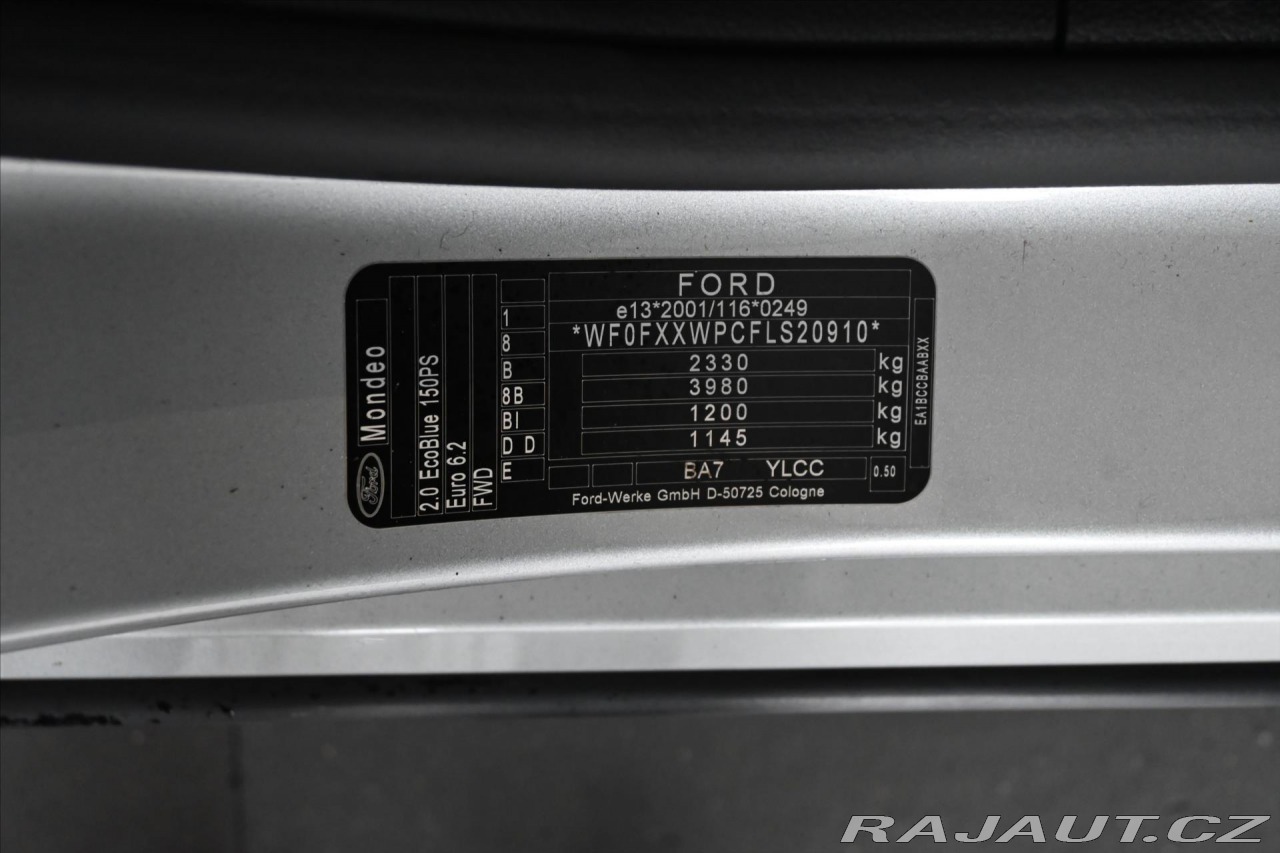 FORD
e13*2001/116*0249
*WF0FXXWPCFLS20910*
2330 kg
3980 kg
1200 kg
1145 kg
BA7 YLCC 0.50
Ford-Werke GmbH D-50725 Cologne
1
8
B
8B
BI
D D
E
Ford Mondeo
2.0 EcoBlue 150PS
Euro 6.2
FWD
EA1BCCBAABXX
RAJAUT.CZ